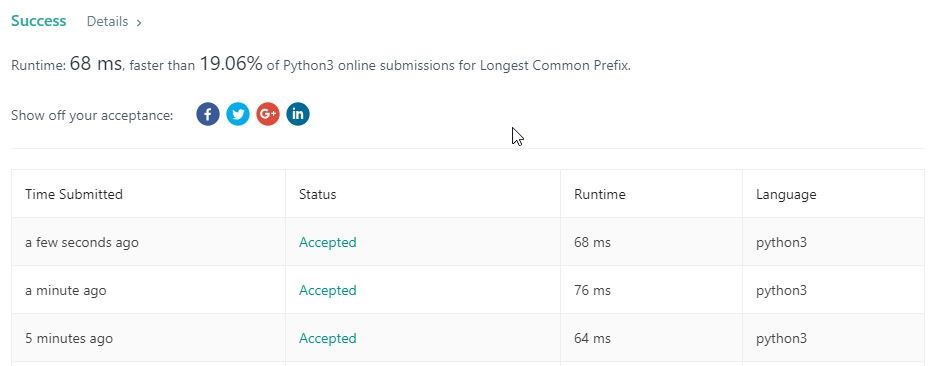 Success Details >
Runtime: 68 ms, faster than 19.06% of Python3 online submissions for Longest Common Prefix.
Show off your acceptance: f G+ in
Time Submitted Status Runtime Language
a few seconds ago Accepted 68 ms python3
a minute ago Accepted 76 ms python3
5 minutes ago Accepted 64 ms python3